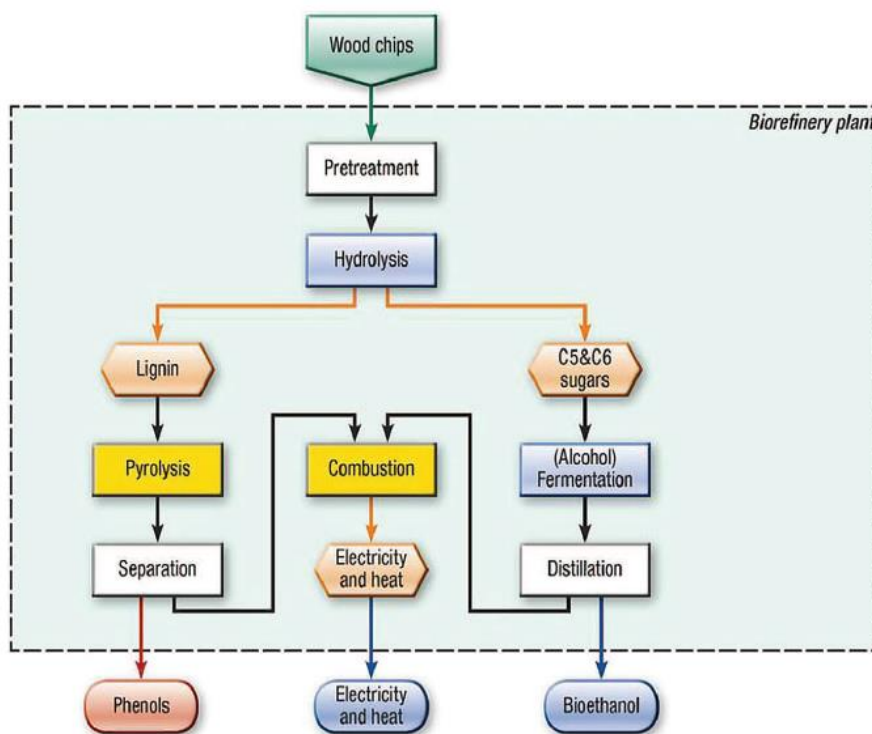 Wood chips
Biorefinery plant
Pretreatment
Hydrolysis
Lignin
C5&C6
sugars
Pyrolysis
Combustion
(Alcohol)
Fermentation
Separation
Electricity
and heat
Distillation
Phenols
Electricity
and heat
Bioethanol